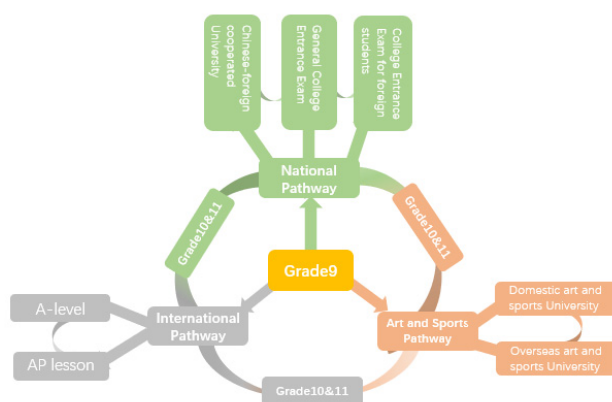 Chinese-foreign
cooperated
University
General College
Entrance Exam
College Entrance
Exam for foreign
students
National
Pathway
Grade10&11
Grade10&11
Grade9
A-level
AP lesson
International
Pathway
Art and Sports
Pathway
Domestic art and
sports University
Overseas art and
sports University
Grade10&11